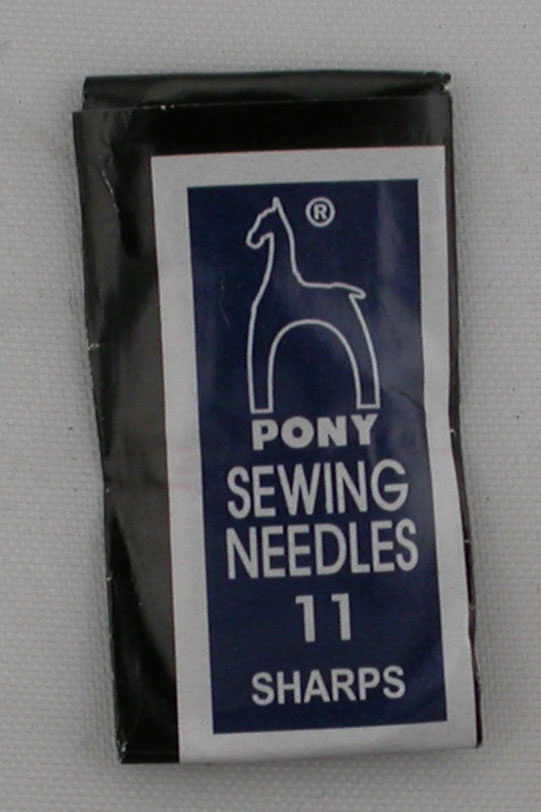 ®
PONY
SEWING
NEEDLES
11
SHARPS